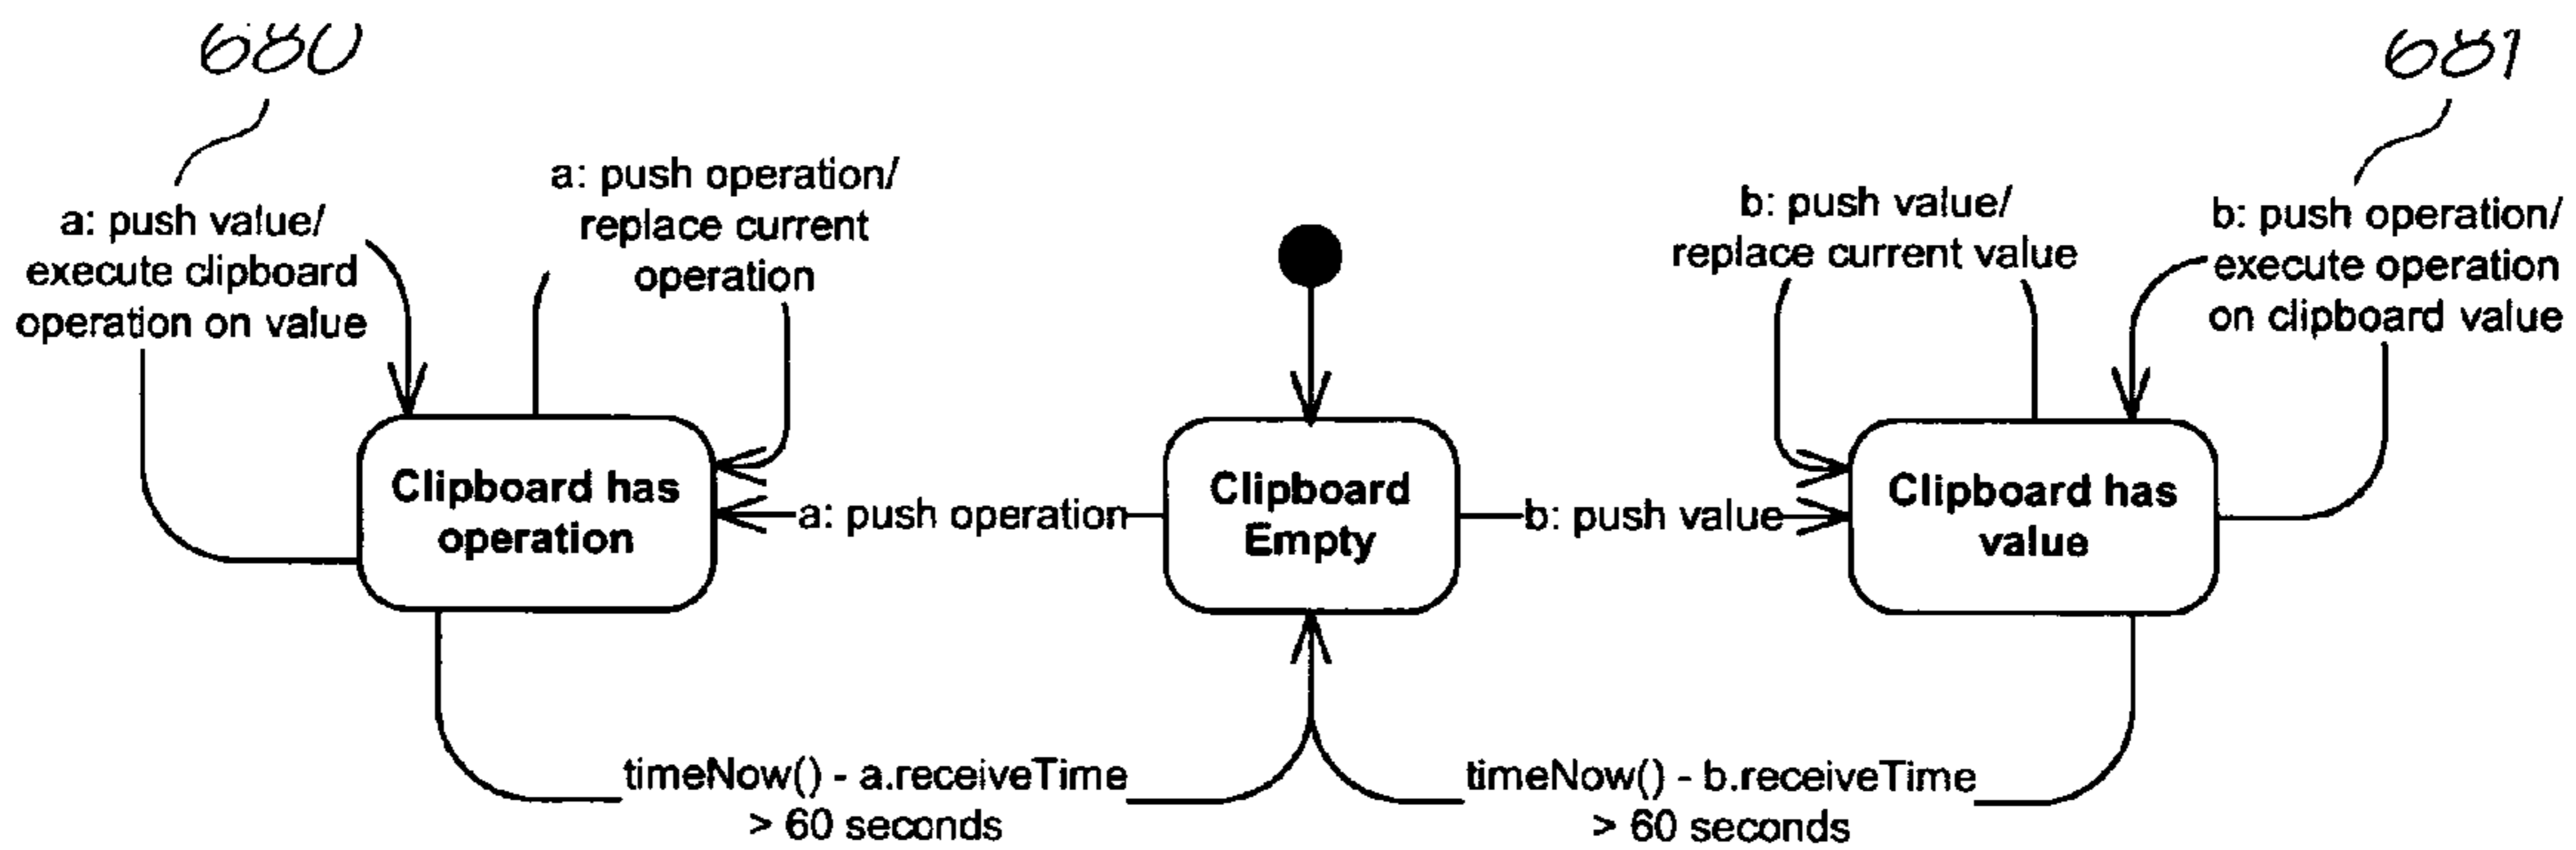 680
681
a: push value/
execute clipboard
operation on value
a: push operation/
replace current
operation
b: push value/
replace current value
b: push operation/
execute operation
on clipboard value
Clipboard has
operation
a: push operation
Clipboard
Empty
b: push value
Clipboard has
value
timeNow() - a.receiveTime
> 60 seconds
timeNow() - b.receiveTime
> 60 seconds